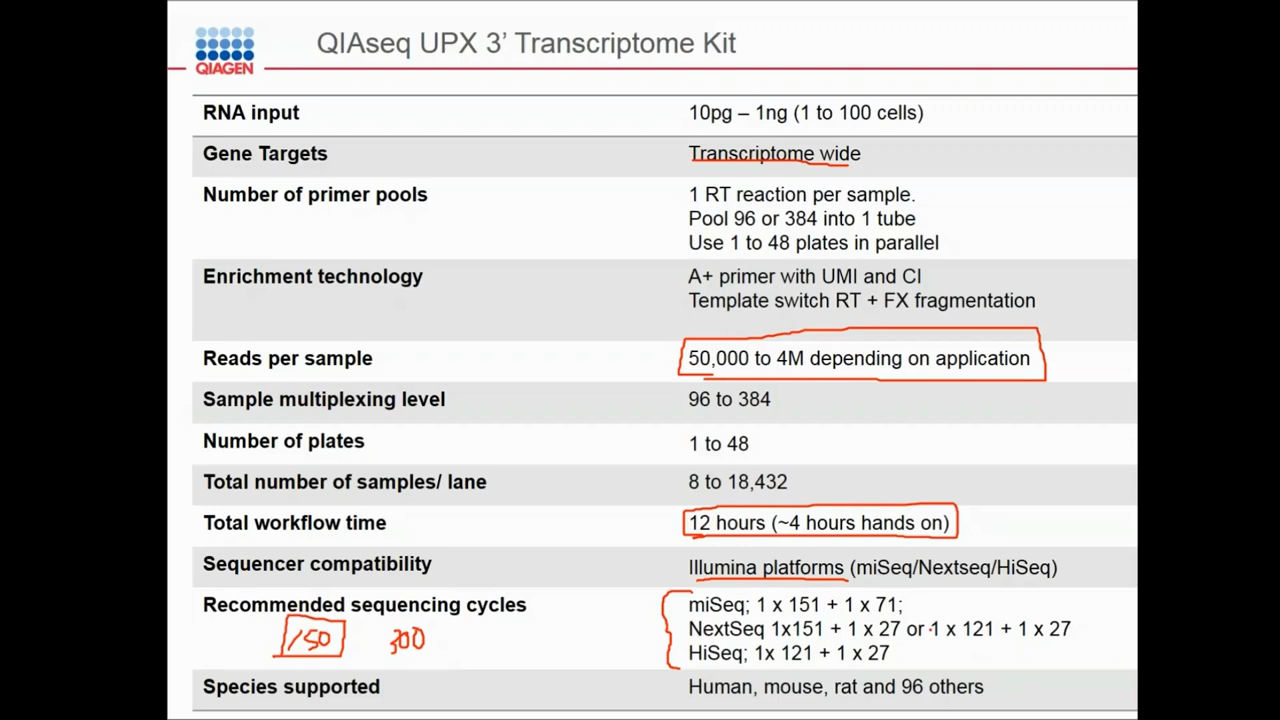 QIAGEN
QIAseq UPX 3’ Transcriptome Kit
RNA input 10pg – 1ng (1 to 100 cells)
Gene Targets Transcriptome wide
Number of primer pools 1 RT reaction per sample.
Pool 96 or 384 into 1 tube
Use 1 to 48 plates in parallel
Enrichment technology A+ primer with UMI and CI
Template switch RT + FX fragmentation
Reads per sample 50,000 to 4M depending on application
Sample multiplexing level 96 to 384
Number of plates 1 to 48
Total number of samples/ lane 8 to 18,432
Total workflow time 12 hours (~4 hours hands on)
Sequencer compatibility Illumina platforms (miSeq/Nextseq/HiSeq)
Recommended sequencing cycles miSeq; 1 x 151 + 1 x 71;
NextSeq 1x151 + 1 x 27 or 1 x 121 + 1 x 27
HiSeq; 1x 121 + 1 x 27
150 300
Species supported Human, mouse, rat and 96 others